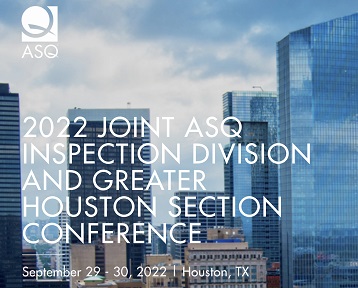 ASQ
2022 JOINT ASQ
INSPECTION DIVISION
AND GREATER
HOUSTON SECTION
CONFERENCE
September 29 - 30, 2022 | Houston, TX